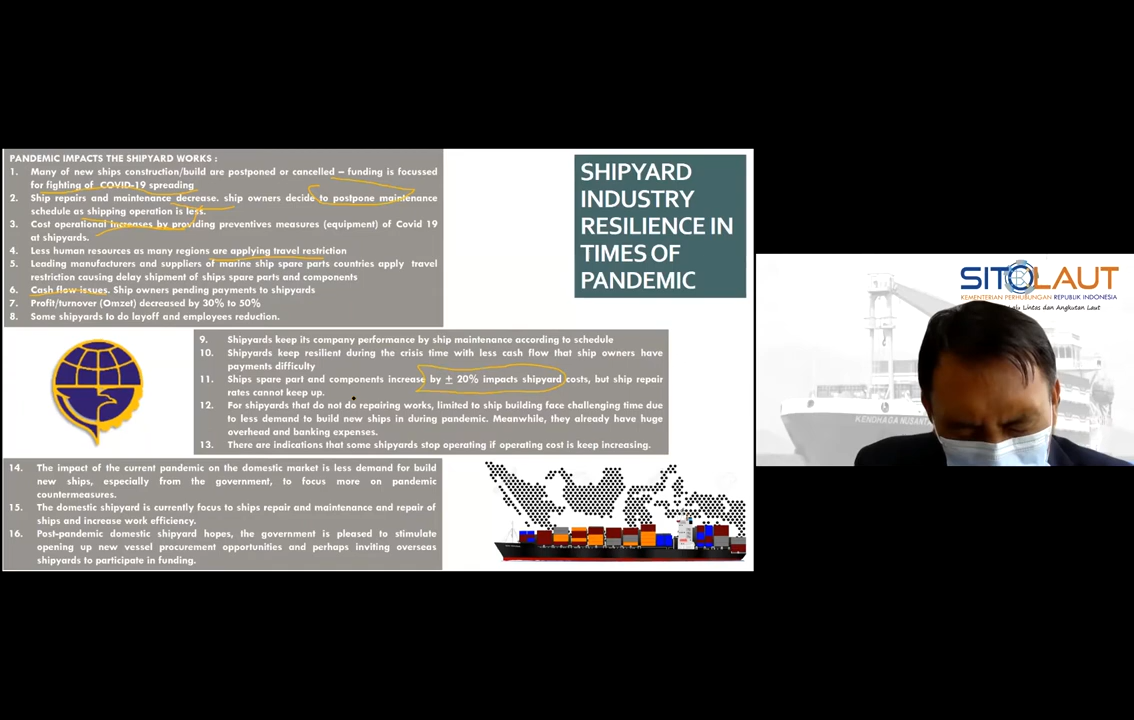 PANDEMIC IMPACTS THE SHIPYARD WORKS :
1. Many of new ships construction/build are postponed or cancelled – funding is focussed
for fighting of COVID-19 spreading
2. Ship repairs and maintenance decrease. ship owners decide to postpone maintenance
schedule as shipping operation is less.
3. Cost operational increases by providing preventives measures (equipment) of Covid 19
at shipyards.
4. Less human resources as many regions are applying travel restriction
5. Leading manufacturers and suppliers of marine ship spare parts countries apply travel
restriction causing delay shipment of ships spare parts and components
6. Cash flow issues. Ship owners pending payments to shipyards
7. Profit/turnover (Omzet) decreased by 30% to 50%
8. Some shipyards to do layoff and employees reduction.
SHIPYARD
INDUSTRY
RESILIENCE IN
TIMES OF
PANDEMIC
9. Shipyards keep its company performance by ship maintenance according to schedule
10. Shipyards keep resilient during the crisis time with less cash flow that ship owners have
payments difficulty
11. Ships spare part and components increase by ± 20% impacts shipyard costs, but ship repair
rates cannot keep up.
12. For shipyards that do not do repairing works, limited to ship building face challenging time due
to less demand to build new ships in during pandemic. Meanwhile, they already have huge
overhead and banking expenses.
13. There are indications that some shipyards stop operating if operating cost is keep increasing.
14. The impact of the current pandemic on the domestic market is less demand for build
new ships, especially from the government, to focus more on pandemic
countermeasures.
15. The domestic shipyard is currently focus to ships repair and maintenance and repair of
ships and increase work efficiency.
16. Post-pandemic domestic shipyard hopes, the government is pleased to stimulate
opening up new vessel procurement opportunities and perhaps inviting overseas
shipyards to participate in funding.
SITOLAUT
KEMENTERIAN PERHUBUNGAN REPUBLIK INDONESIA
Lalu Lintas dan Angkutan Laut
KENDHAGA NUSANT